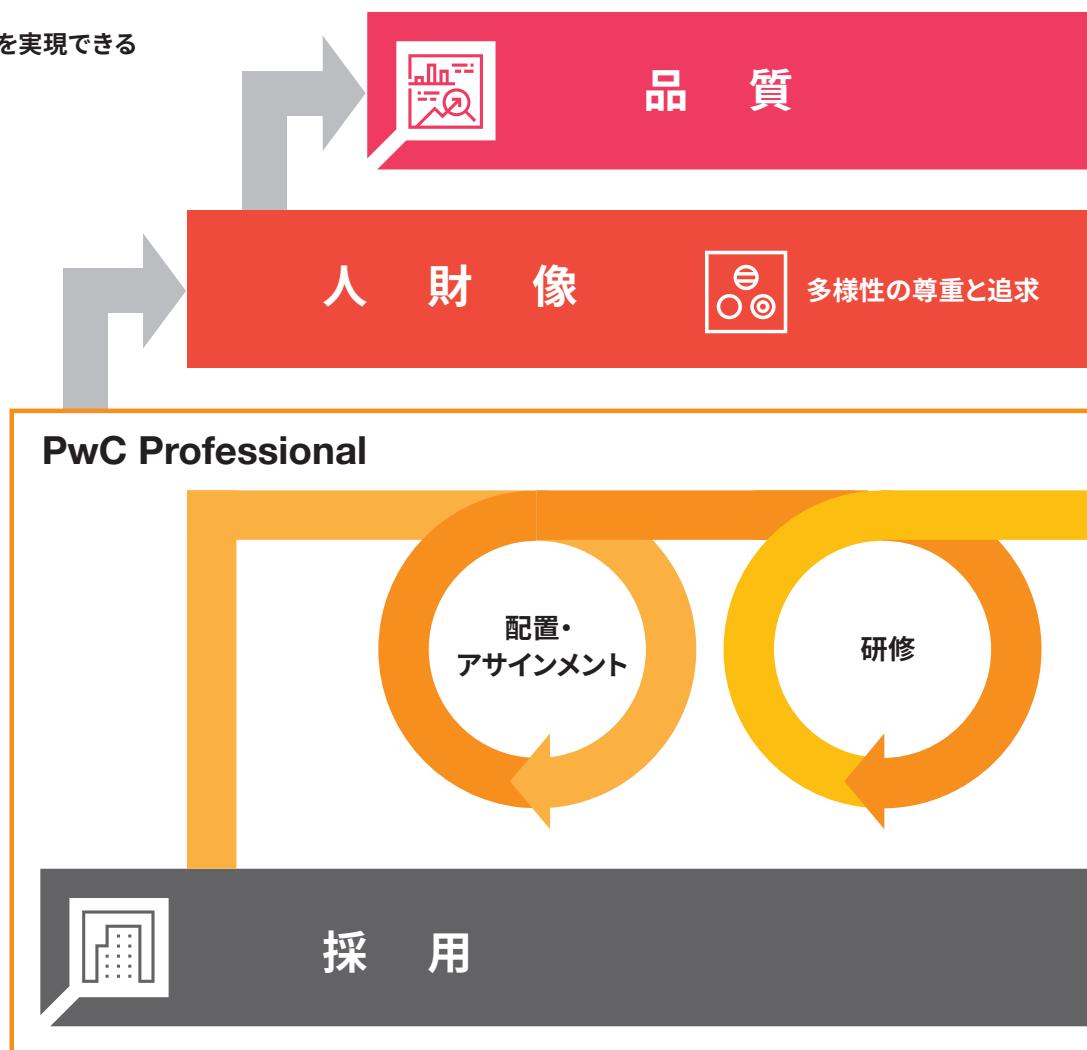 を実現できる
品質
人財像
多様性の尊重と追求
PwC Professional
配置・
アサインメント
研修
採用